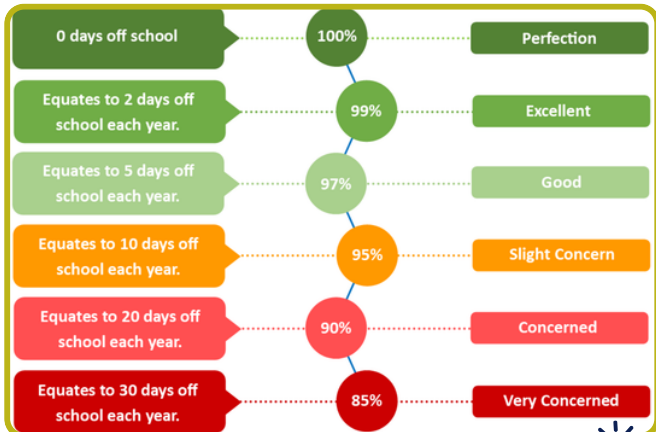 0 days off school
100%
Perfection
Equates to 2 days off
school each year.
99%
Excellent
Equates to 5 days off
school each year.
97%
Good
Equates to 10 days off
school each year.
95%
Slight Concern
Equates to 20 days off
school each year.
90%
Concerned
Equates to 30 days off
school each year.
85%
Very Concerned